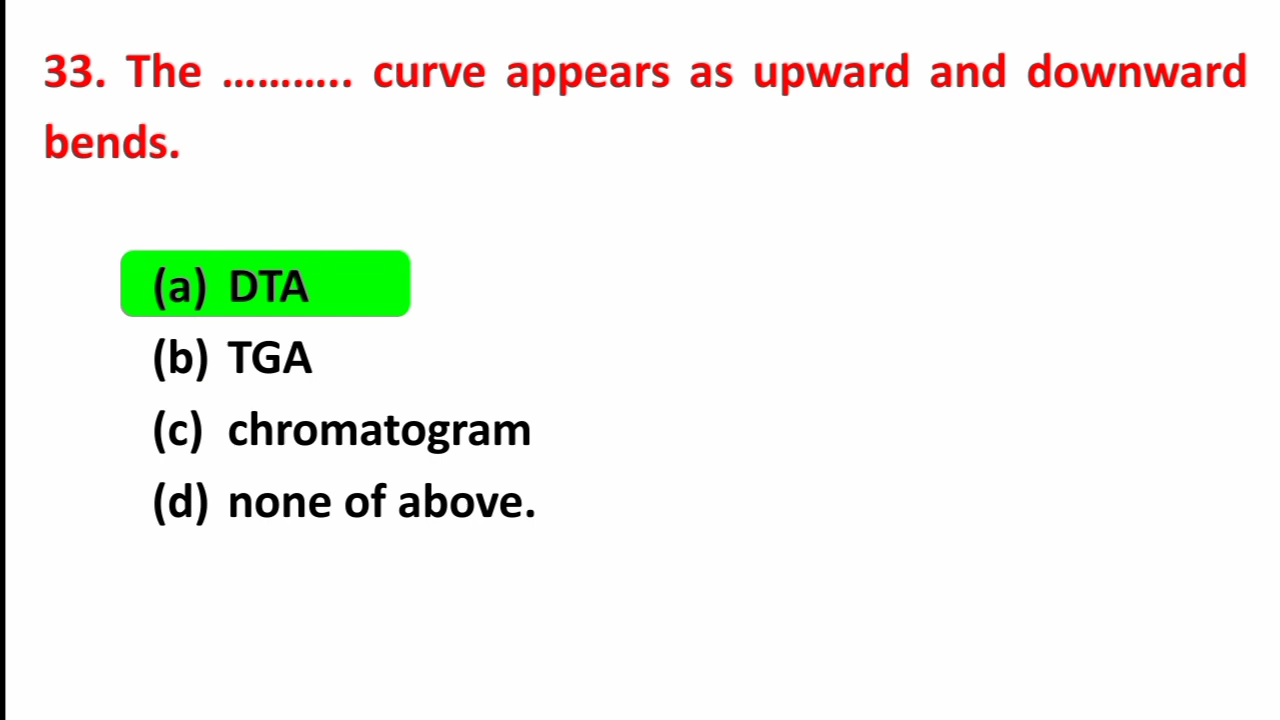 33. The ……….. curve appears as upward and downward
bends.
(a) DTA
(b) TGA
(c) chromatogram
(d) none of above.